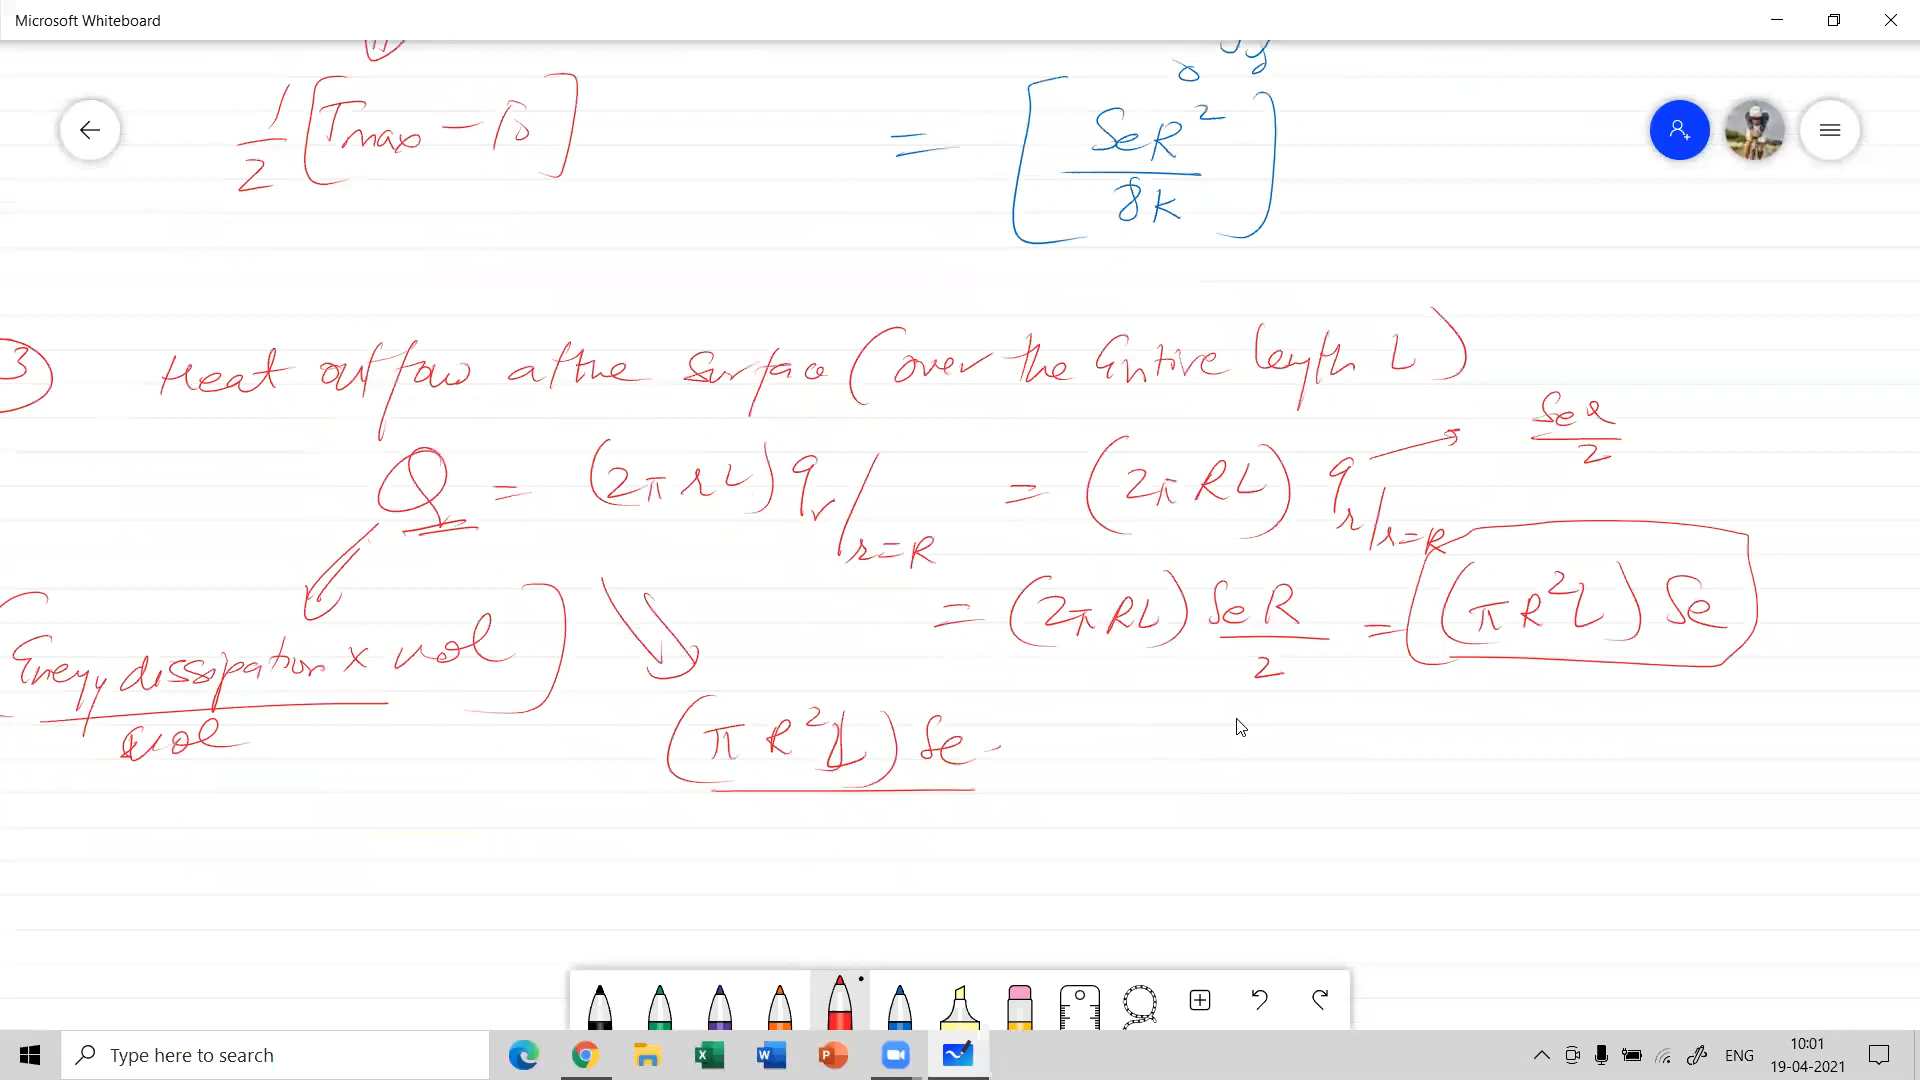 Microsoft Whiteboard
1/2 [Tmax - T0] = [SeR²/8k]
3 Heat outflow at the Surface (over the Entire length L)
SeR/2
Q = (2πrL) qr/r=R = (2πRL) qr/r=R
= (2πRL) SeR/2 = (πR²L) Se
Energy dissipation/vol × vol]
(πR²L) Se
Type here to search
ENG
10:01
19-04-2021